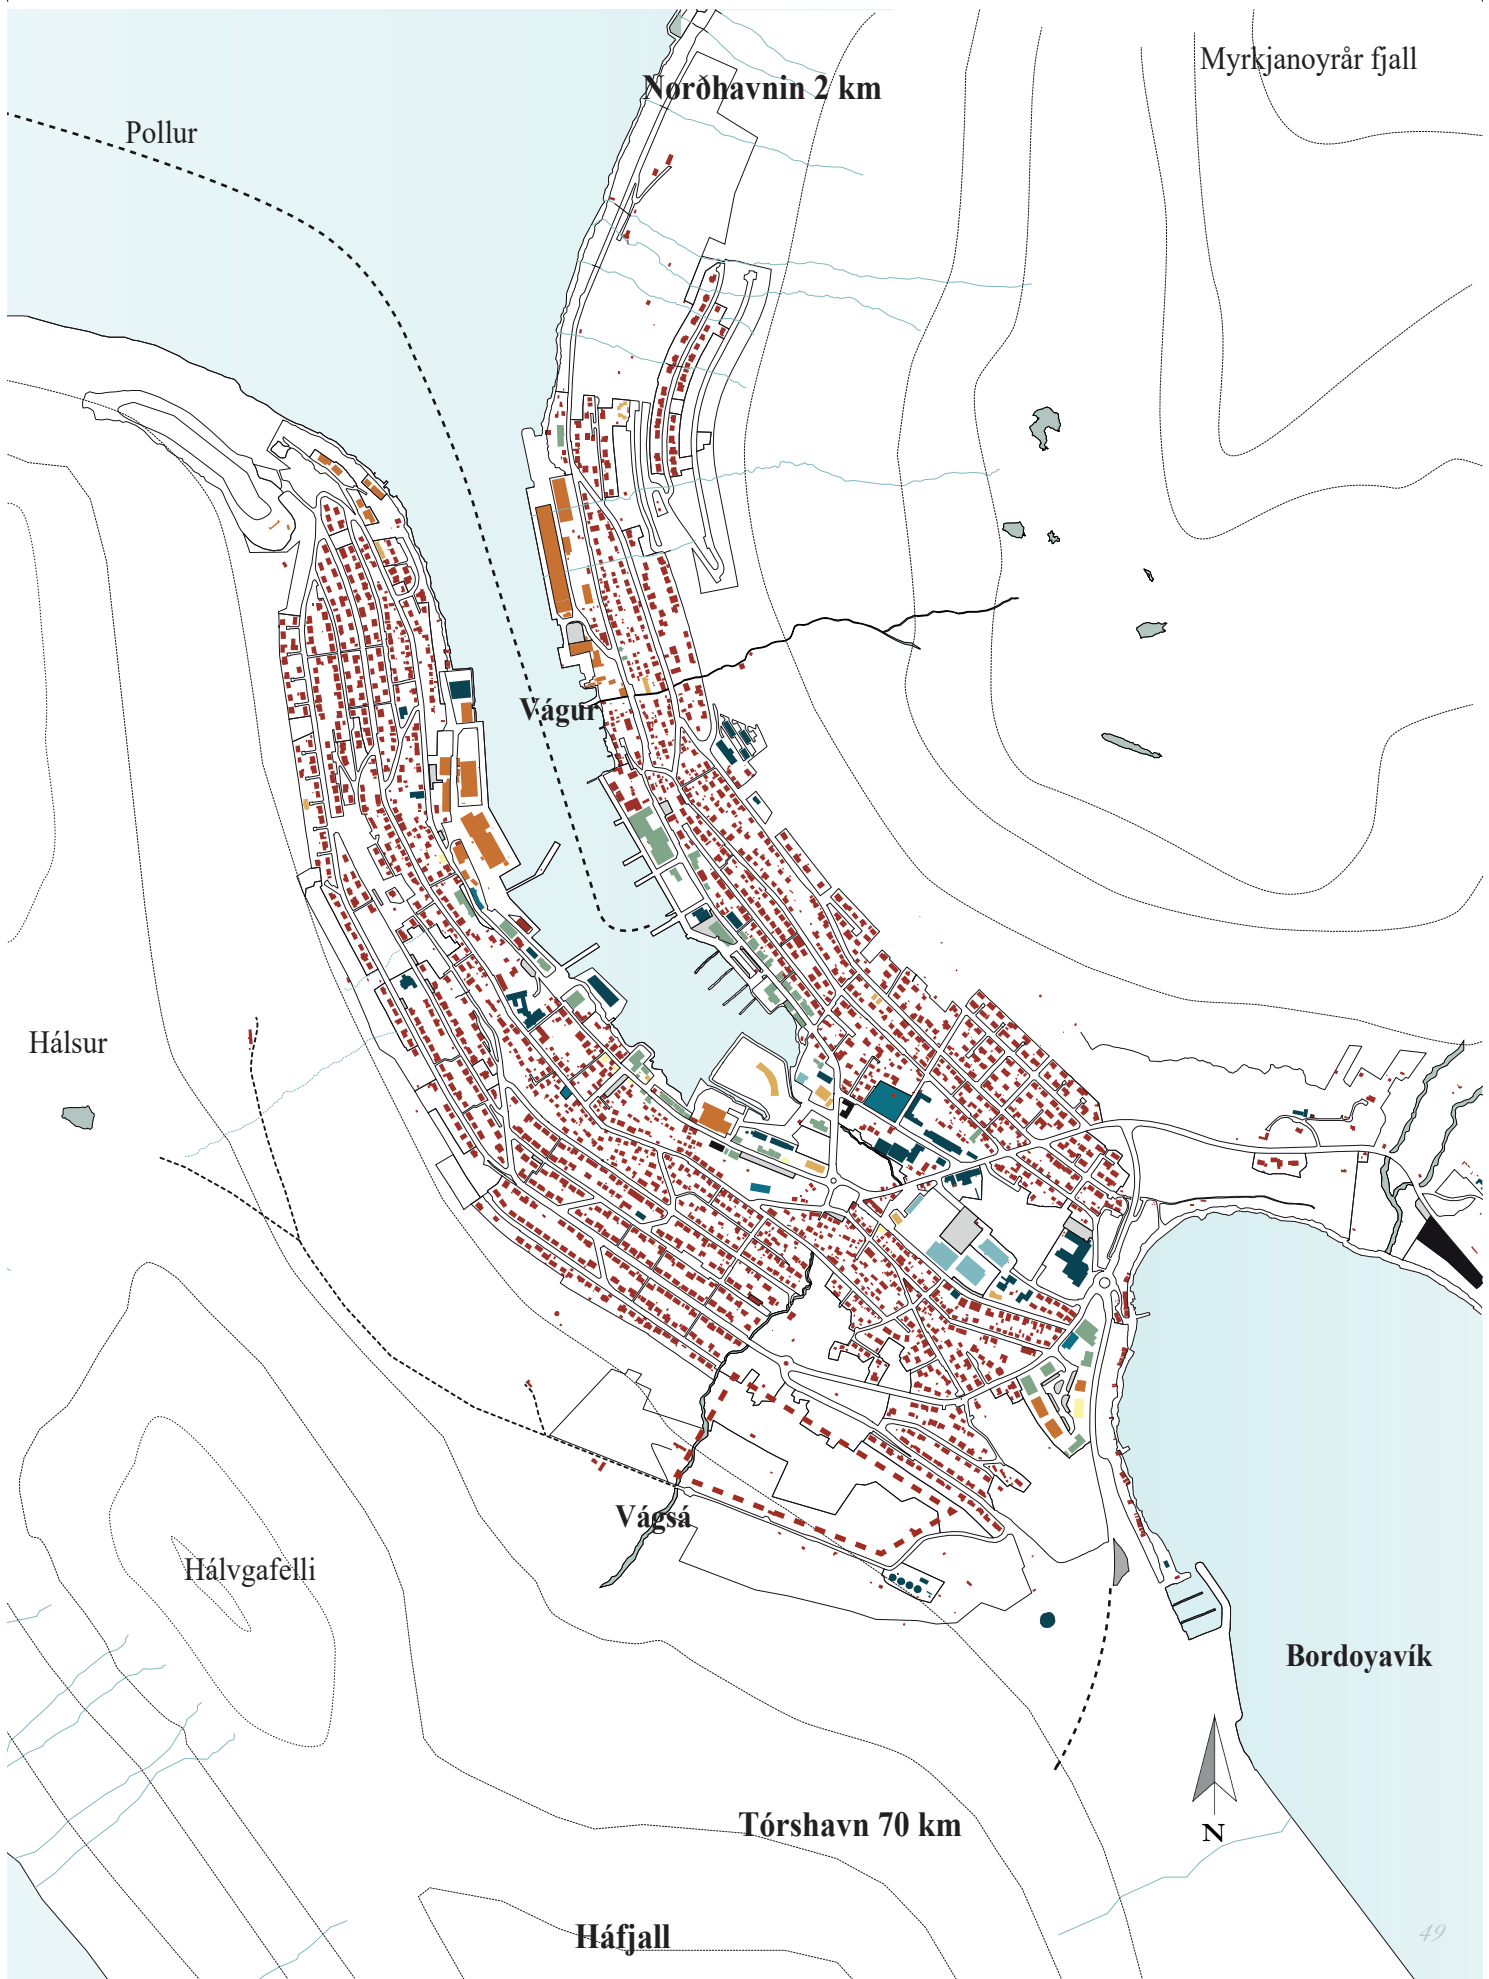 Myrkjanoyrár fjall
Norðhavnin 2 km
Pollur
Vágur
Hálsur
Vágsá
Hálvgafelli
Bordoyavík
Tórshavn 70 km
N
Háfjall
49